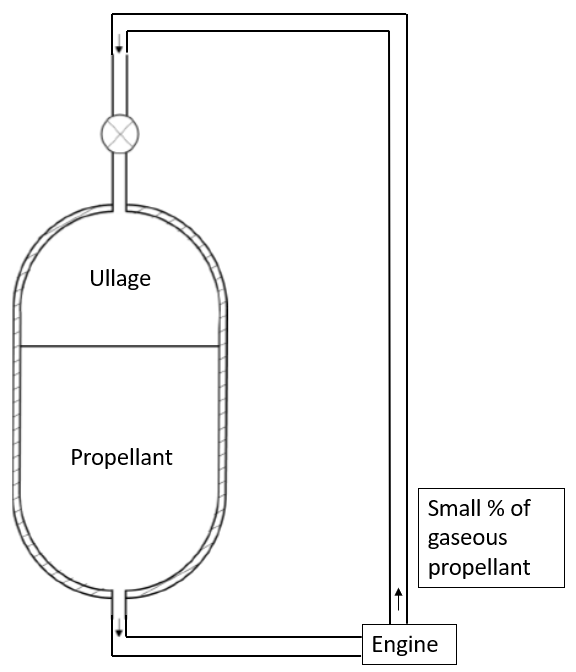 Ullage
Propellant
Small % of
gaseous
propellant
Engine